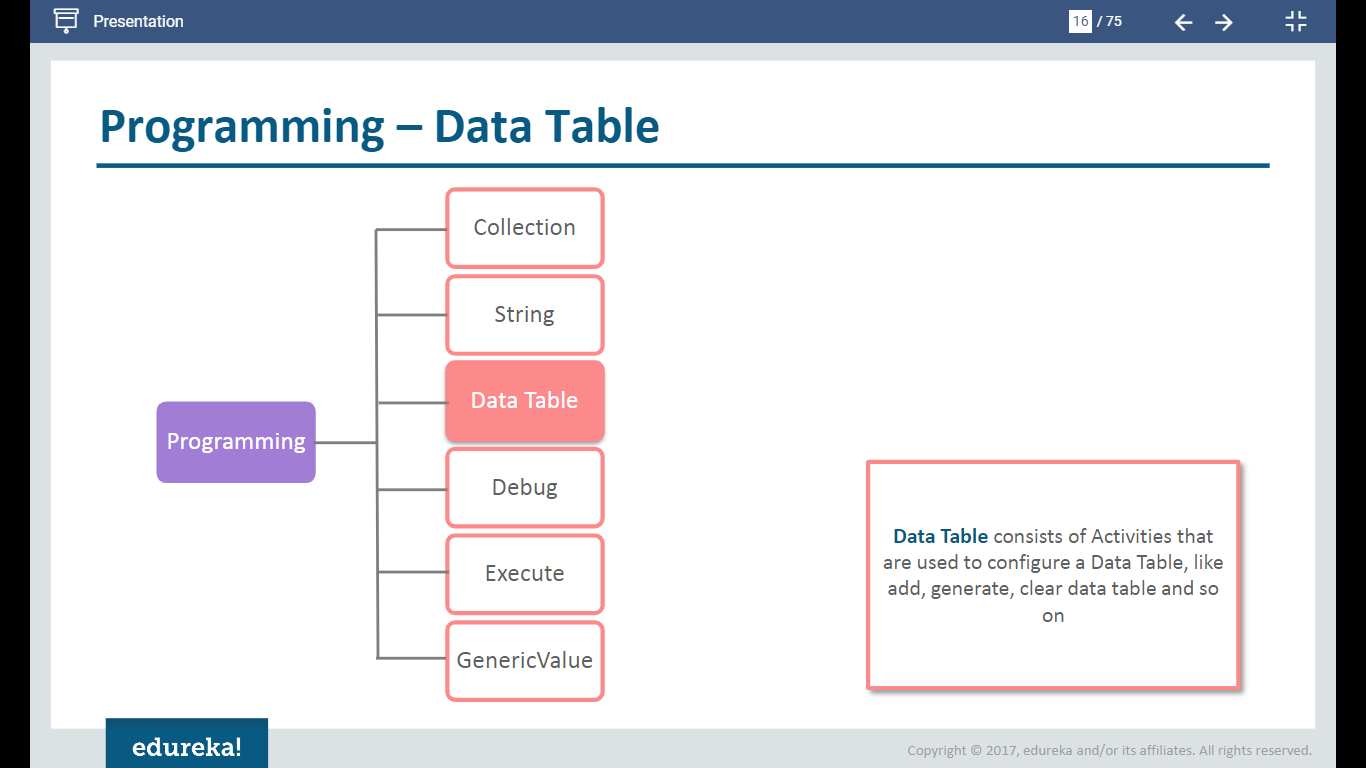 Presentation
16 / 75
Programming – Data Table
Collection
String
Data Table
Programming
Debug
Execute
GenericValue
Data Table consists of Activities that
are used to configure a Data Table, like
add, generate, clear data table and so
on
edureka!
Copyright © 2017, edureka and/or its affiliates. All rights reserved.